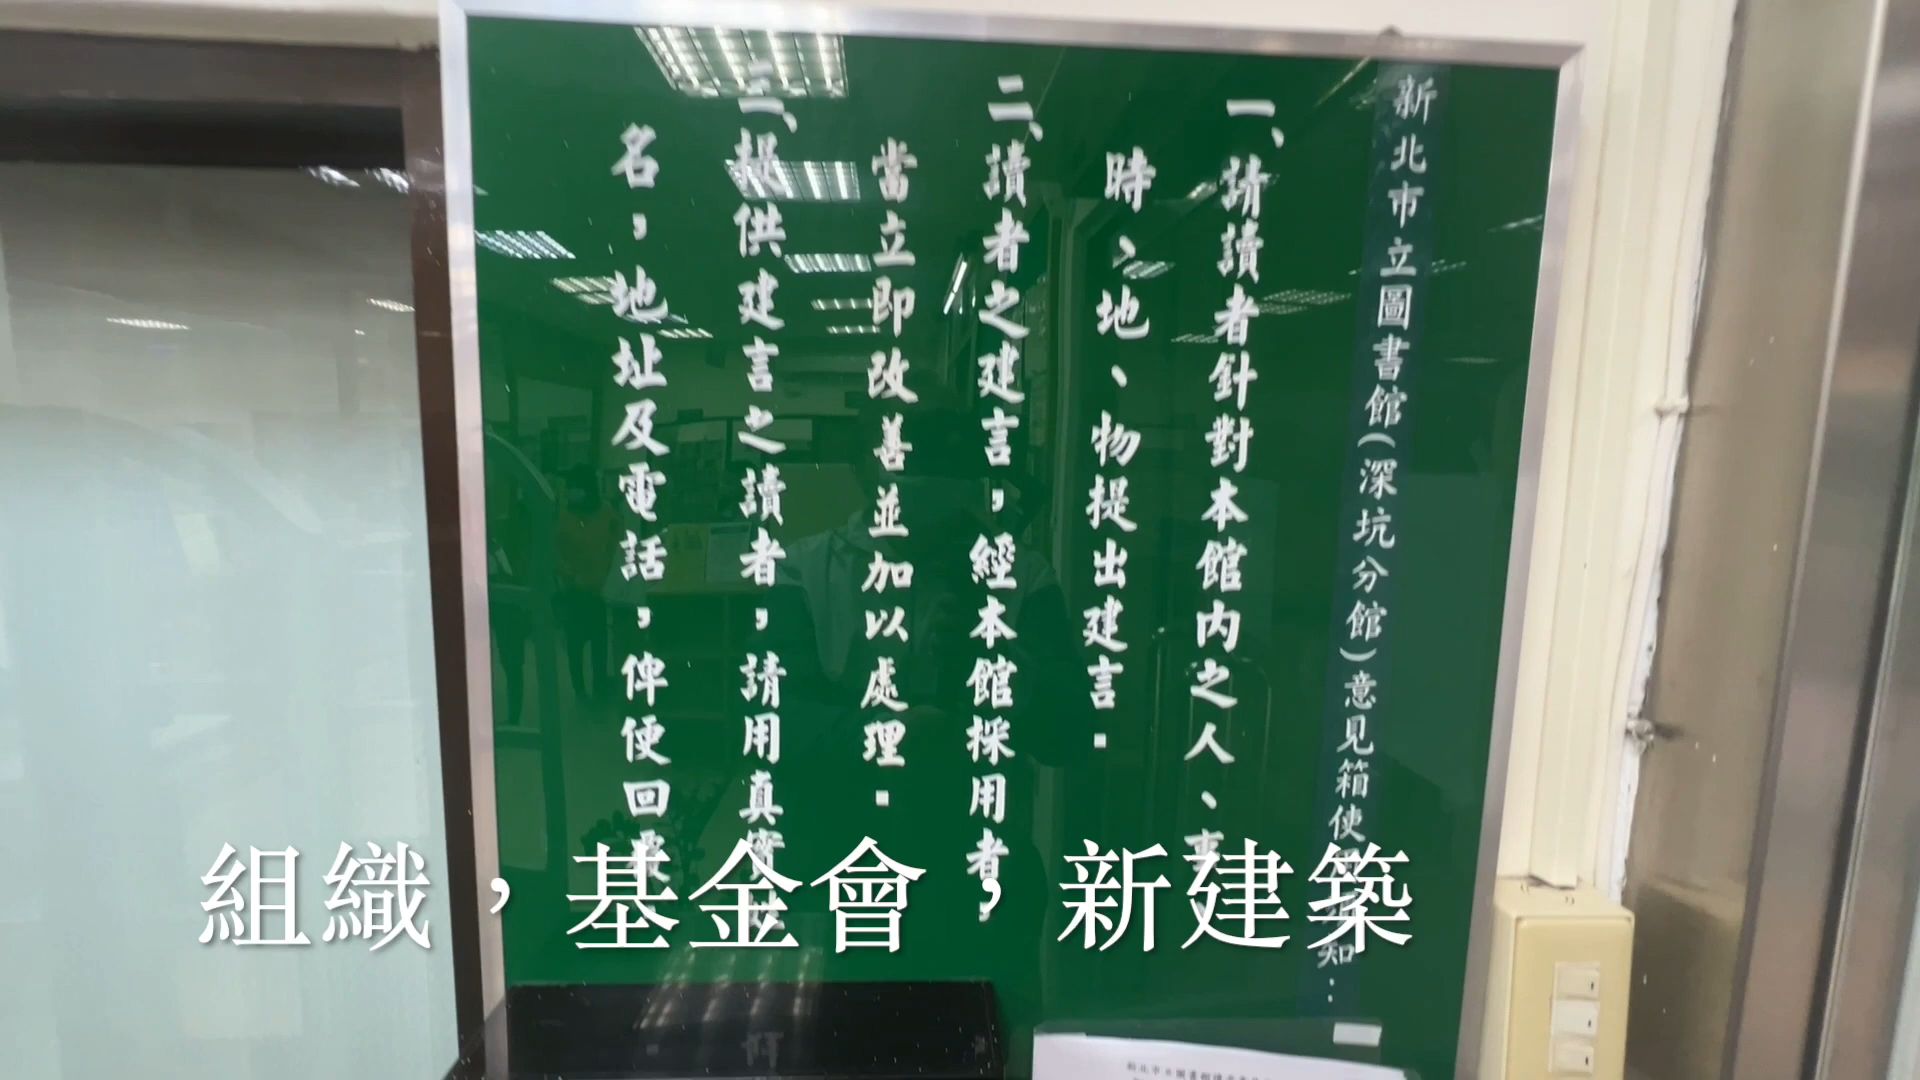 新北市立圖書館(深坑分館)意見箱使知：
一、請讀者針對本館內之人、事
時、地、物提出建言。
二、讀者之建言，經本館採用者，
當立即改善並加以處理。
三、提供建言之讀者，請用真實姓
名，地址及電話，俾便回
組織，基金會，新建築